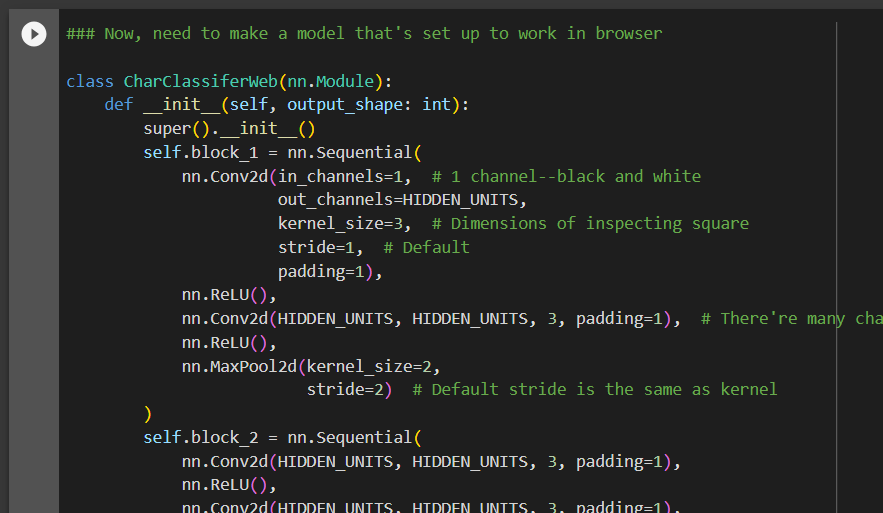 ### Now, need to make a model that's set up to work in browser
class CharClassiferWeb(nn.Module):
def __init__(self, output_shape: int):
super().__init__()
self.block_1 = nn.Sequential(
nn.Conv2d(in_channels=1,  # 1 channel--black and white
out_channels=HIDDEN_UNITS,
kernel_size=3,  # Dimensions of inspecting square
stride=1,  # Default
padding=1),
nn.ReLU(),
nn.Conv2d(HIDDEN_UNITS, HIDDEN_UNITS, 3, padding=1),  # There're many cha
nn.ReLU(),
nn.MaxPool2d(kernel_size=2,
stride=2)  # Default stride is the same as kernel
)
self.block_2 = nn.Sequential(
nn.Conv2d(HIDDEN_UNITS, HIDDEN_UNITS, 3, padding=1),
nn.ReLU(),
nn.Conv2d(HIDDEN_UNITS, HIDDEN_UNITS, 3, padding=1),